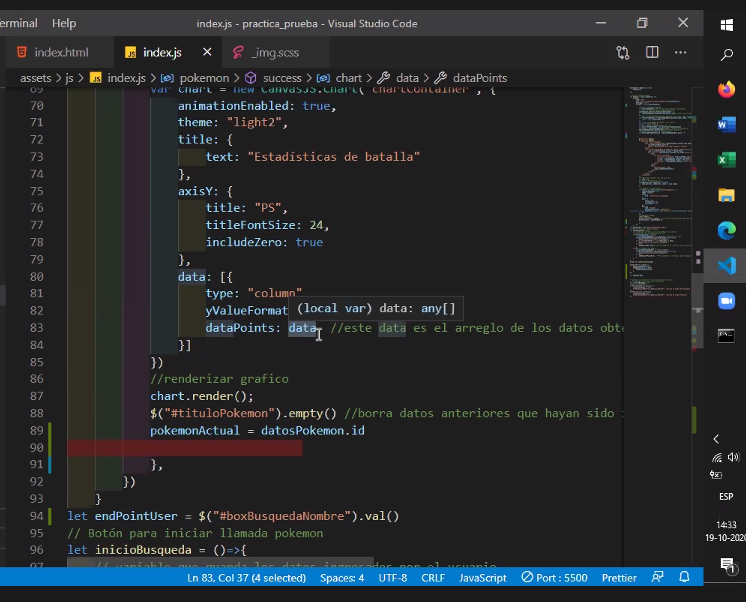 erminal Help index.js - practica_prueba - Visual Studio Code
index.html index.js _img.scss
assets > js > index.js > pokemon > success > chart > data > dataPoints
69 var chart = new CanvasJS.Chart("chartContainer", {
70 animationEnabled: true,
71 theme: "light2",
72 title: {
73 text: "Estadísticas de batalla"
74 },
75 axisY: {
76 title: "PS",
77 titleFontSize: 24,
78 includeZero: true
79 },
80 data: [{
81 type: "column"
(local var) data: any[]
82 yValueFormat
83 dataPoints: data //este data es el arreglo de los datos obte
84 }]
85 })
86 //renderizar grafico
87 chart.render();
88 $("#tituloPokemon").empty() //borra datos anteriores que hayan sido
89 pokemonActual = datosPokemon.id
90
91 },
92 })
93 }
94 let endPointUser = $("#boxBusquedaNombre").val()
95 // Botón para iniciar llamada pokemon
96 let inicioBusqueda = ()=>{
97 // variable que guarda los datos ingresados por el usuario
Ln 83, Col 37 (4 selected) Spaces: 4 UTF-8 CRLF JavaScript Port : 5500 Prettier
ESP
14:33
19-10-2020
1